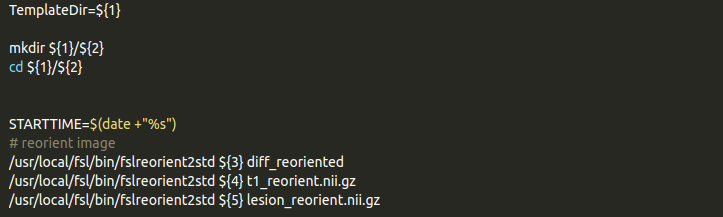 TemplateDir=${1}
mkdir ${1}/${2}
cd ${1}/${2}
STARTTIME=$(date +"%s")
# reorient image
/usr/local/fsl/bin/fslreorient2std ${3} diff_reoriented
/usr/local/fsl/bin/fslreorient2std ${4} t1_reorient.nii.gz
/usr/local/fsl/bin/fslreorient2std ${5} lesion_reorient.nii.gz